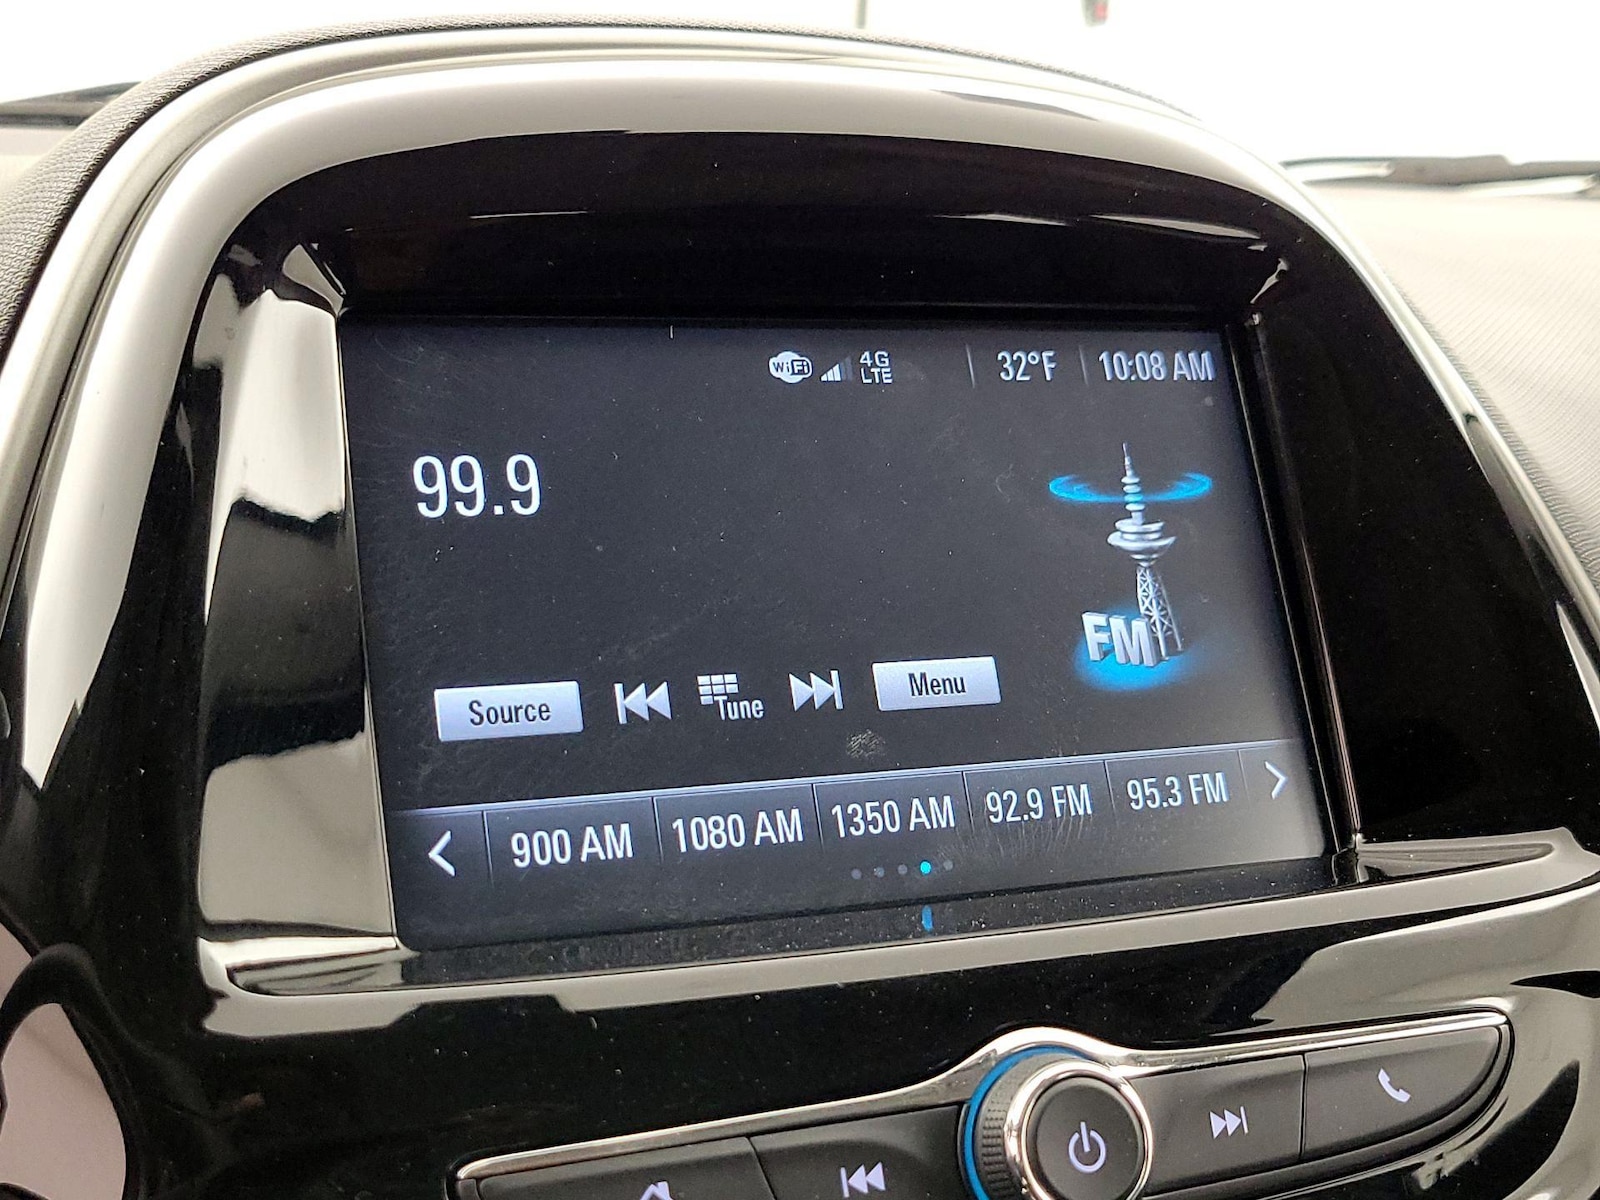 WiFi 4G LTE 32°F 10:08 AM
99.9
FM
Source Tune Menu
900 AM 1080 AM 1350 AM 92.9 FM 95.3 FM